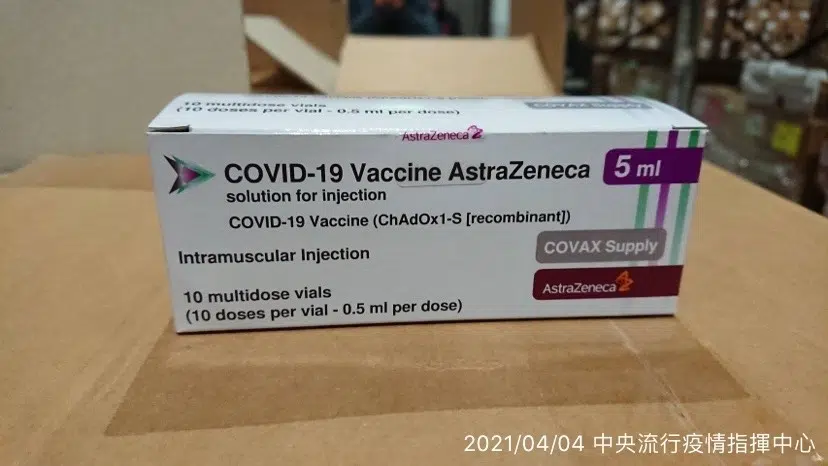 10 multidose vials
(10 doses per vial - 0.5 ml per dose)
COVAX Supply
AstraZeneca
COVID-19 Vaccine AstraZeneca
5 ml
solution for injection
COVID-19 Vaccine (ChAdOx1-S [recombinant])
COVAX Supply
Intramuscular Injection
AstraZeneca
10 multidose vials
(10 doses per vial - 0.5 ml per dose)
2021/04/04 中央流行疫情指揮中心